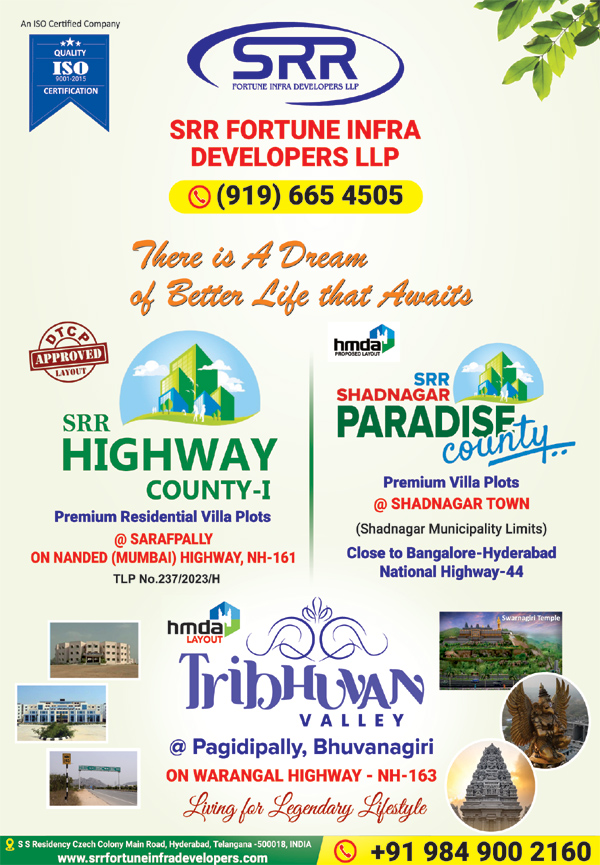 An ISO Certified Company
QUALITY
ISO
9001-2015
CERTIFICATION
SRR
FORTUNE INFRA DEVELOPERS LLP
SRR FORTUNE INFRA
DEVELOPERS LLP
(919) 665 4505
There is A Dream
of Better Life that Awaits
DTCP
APPROVED
LAYOUT
SRR
HIGHWAY
COUNTY-I
Premium Residential Villa Plots
@ SARAFPALLY
ON NANDED (MUMBAI) HIGHWAY, NH-161
TLP No.237/2023/H
hmda
PROPOSED LAYOUT
SRR
SHADNAGAR
PARADISE
county
Premium Villa Plots
@ SHADNAGAR TOWN
(Shadnagar Municipality Limits)
Close to Bangalore-Hyderabad
National Highway-44
hmda
LAYOUT
TribHUVAN
VALLEY
@ Pagidipally, Bhuvanagiri
ON WARANGAL HIGHWAY - NH-163
Living for Legendary Lifestyle
Swarnagiri Temple
S S Residency Czech Colony Main Road, Hyderabad, Telangana -500018, INDIA
www.srrfortuneinfradevelopers.com
+91 984 900 2160